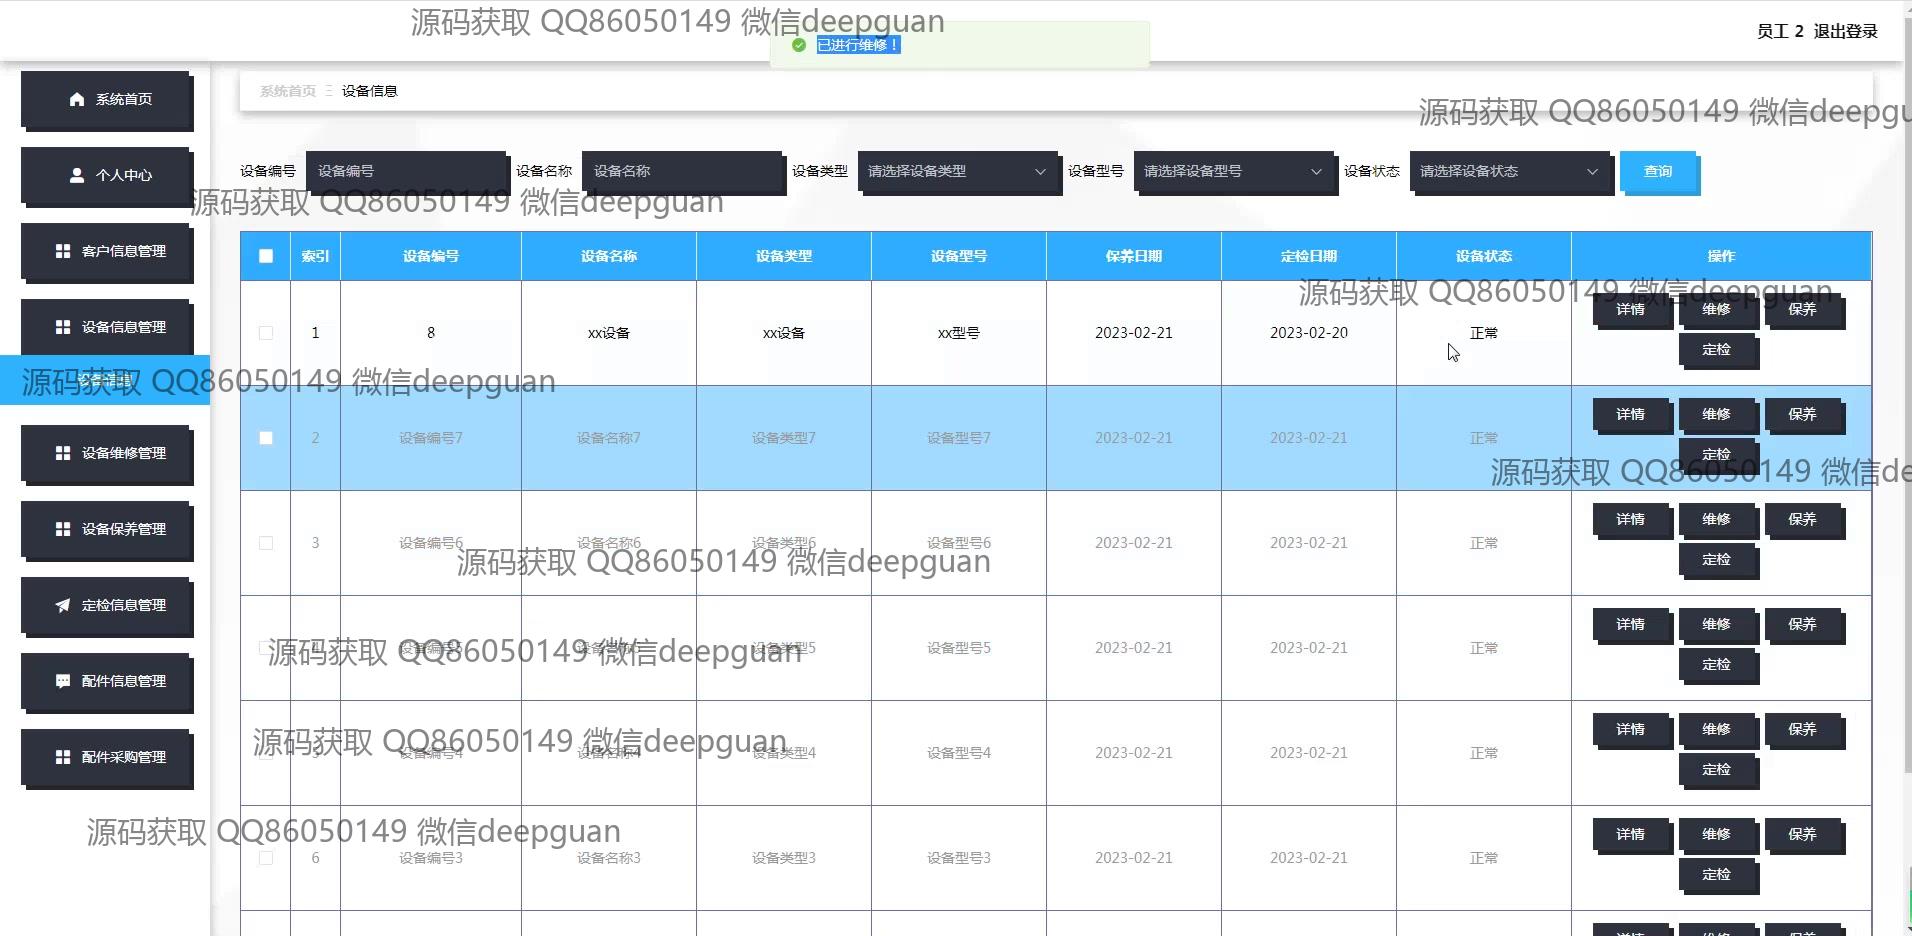 源码获取 QQ86050149 微信deepguan
已进行维修！
员工 2 退出登录
系统首页
个人中心
客户信息管理
设备信息管理
设备信息
设备维修管理
设备保养管理
定检信息管理
配件信息管理
配件采购管理
系统首页 设备信息
源码获取 QQ86050149 微信deepgu
设备编号 设备编号 设备名称 设备名称 设备类型 请选择设备类型 设备型号 请选择设备型号 设备状态 请选择设备状态 查询
源码获取 QQ86050149 微信deepguan
索引 设备编号 设备名称 设备类型 设备型号 保养日期 定检日期 设备状态 操作
源码获取 QQ86050149 微信deepguan
1 8 xx设备 xx设备 xx型号 2023-02-21 2023-02-20 正常 详情 维修 保养
定检
源码获取 QQ86050149 微信deepguan
2 设备编号7 设备名称7 设备类型7 设备型号7 2023-02-21 2023-02-21 正常 详情 维修 保养
定检
源码获取 QQ86050149 微信de
3 设备编号6 设备名称6 设备类型6 设备型号6 2023-02-21 2023-02-21 正常 详情 维修 保养
定检
源码获取 QQ86050149 微信deepguan
设备编号5 设备类型5 设备型号5 2023-02-21 2023-02-21 正常 详情 维修 保养
定检
源码获取 QQ86050149 微信deepguan
设备编号4 设备名称4 设备类型4 设备型号4 2023-02-21 2023-02-21 正常 详情 维修 保养
定检
源码获取 QQ86050149 微信deepguan
6 设备编号3 设备名称3 设备类型3 设备型号3 2023-02-21 2023-02-21 正常 详情 维修 保养
定检
源码获取 QQ86050149 微信deepguan